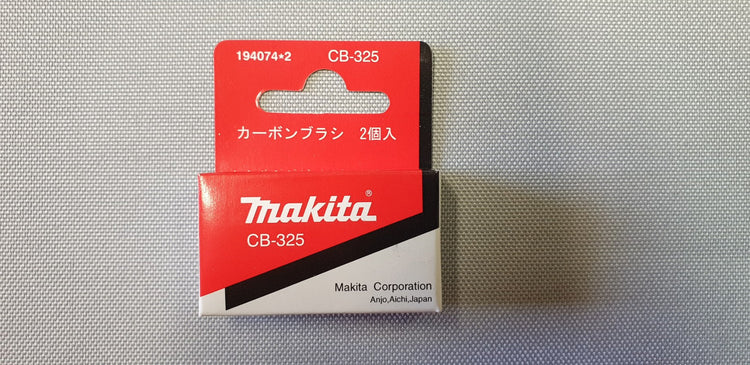 194074*2 CB-325
カーボンブラシ 2個入
makita®
CB-325
Makita Corporation
Anjo,Aichi,Japan